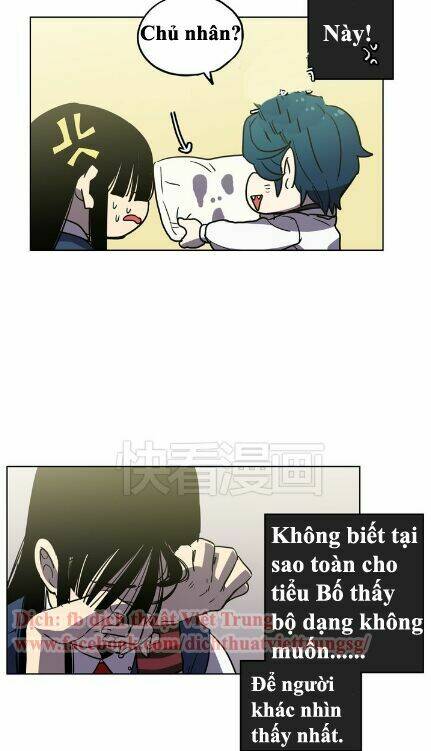 Chủ nhân?
Này!
快看漫画
Không biết tại
sao toàn cho
tiểu Bố thấy
bộ dạng không
muốn......
Để người
khác nhìn
thấy nhất.
Dịch: fb dịch thuật Việt Trung
www.facebook.com/dichthuatviettrungsg/